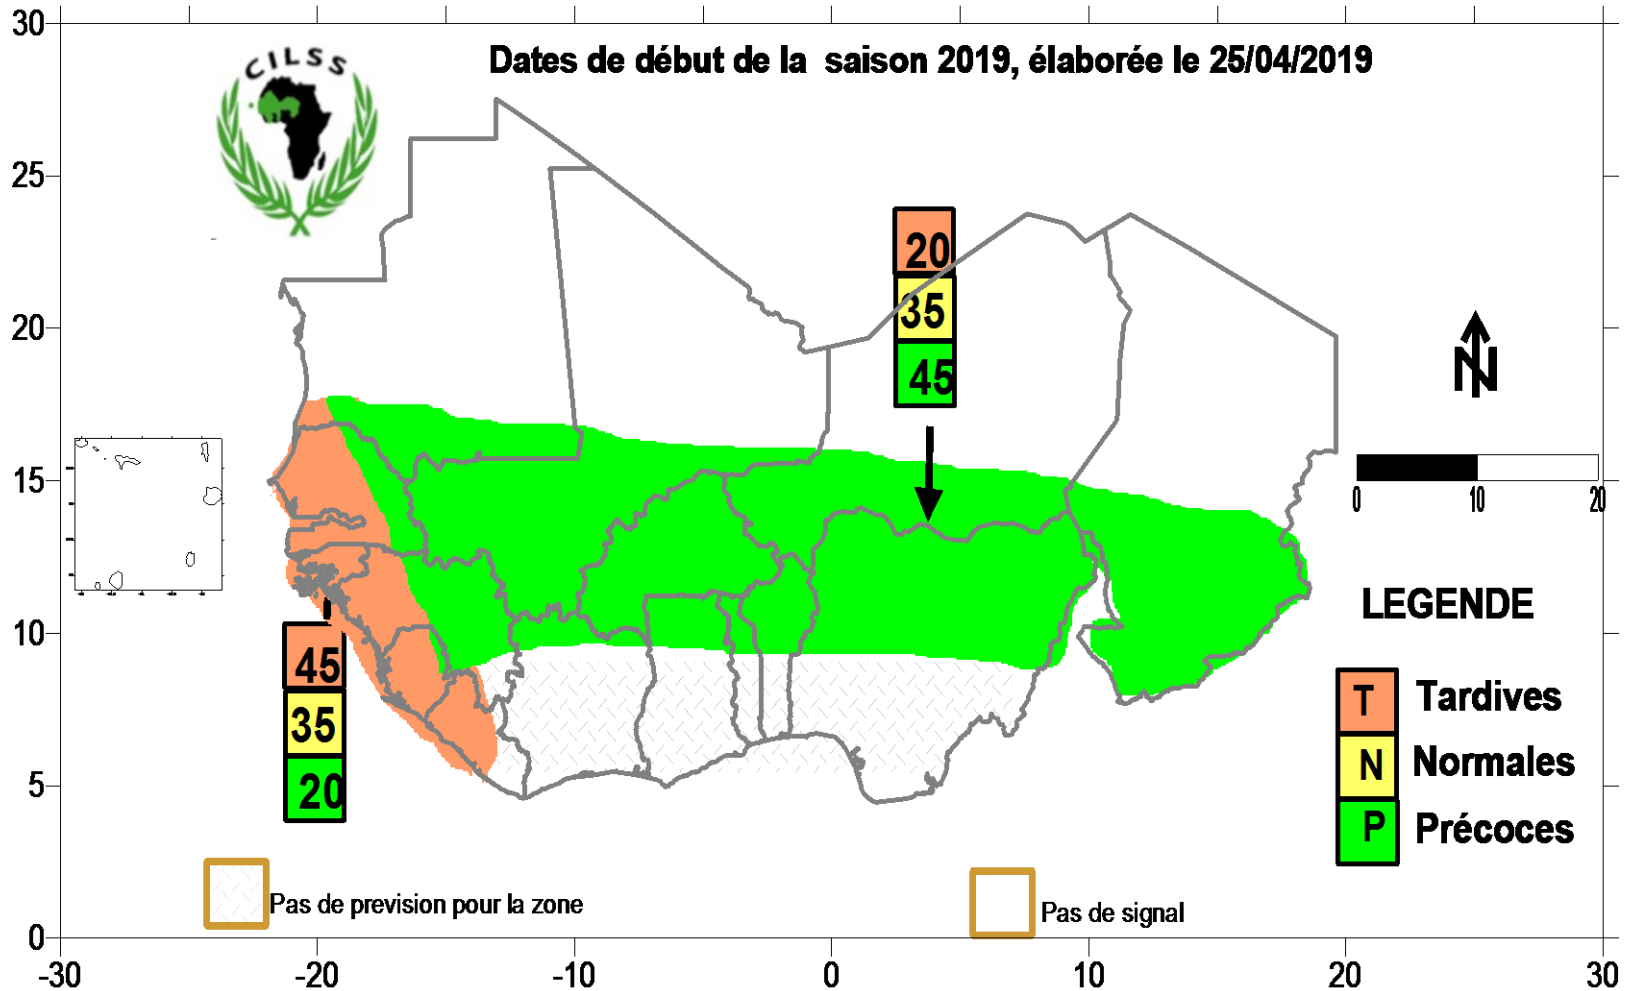 Dates de début de la saison 2019, élaborée le 25/04/2019
CILSS
30
25
20
15
10
5
0
20
35
45
N
0 10 20
45
35
20
LEGENDE
T Tardives
N Normales
P Précoces
Pas de prevision pour la zone
Pas de signal
-30 -20 -10 0 10 20 30